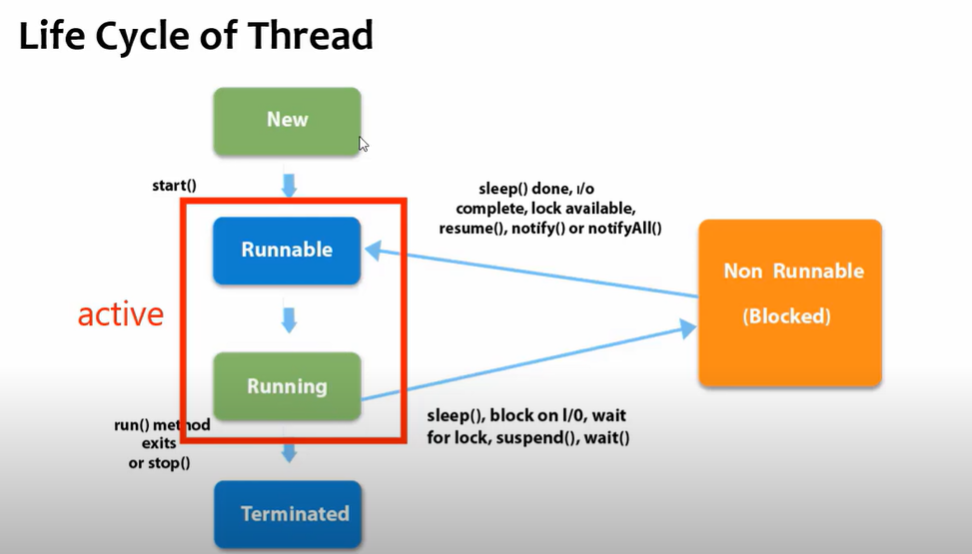 Life Cycle of Thread
New
start()
sleep() done, I/o
complete, lock available,
resume(), notify() or notifyAll()
Runnable
Non Runnable
(Blocked)
active
Running
run() method
exits
or stop()
sleep(), block on I/0, wait
for lock, suspend(), wait()
Terminated